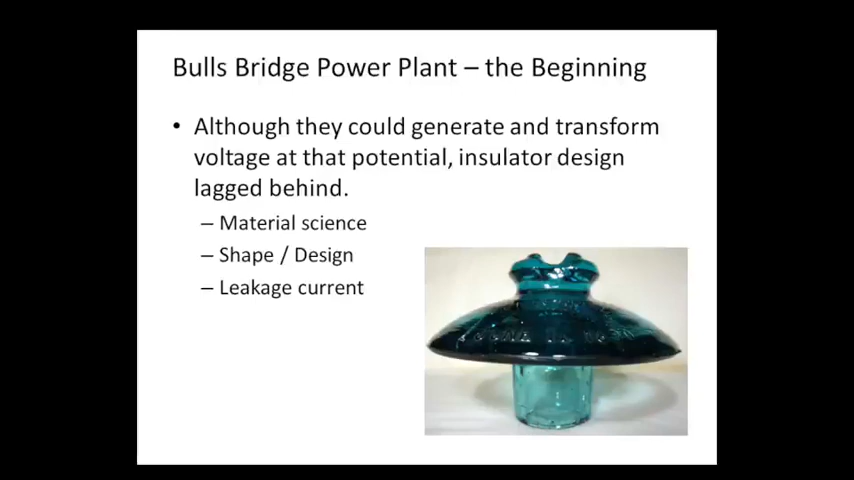 Bulls Bridge Power Plant – the Beginning
• Although they could generate and transform
voltage at that potential, insulator design
lagged behind.
– Material science
– Shape / Design
– Leakage current